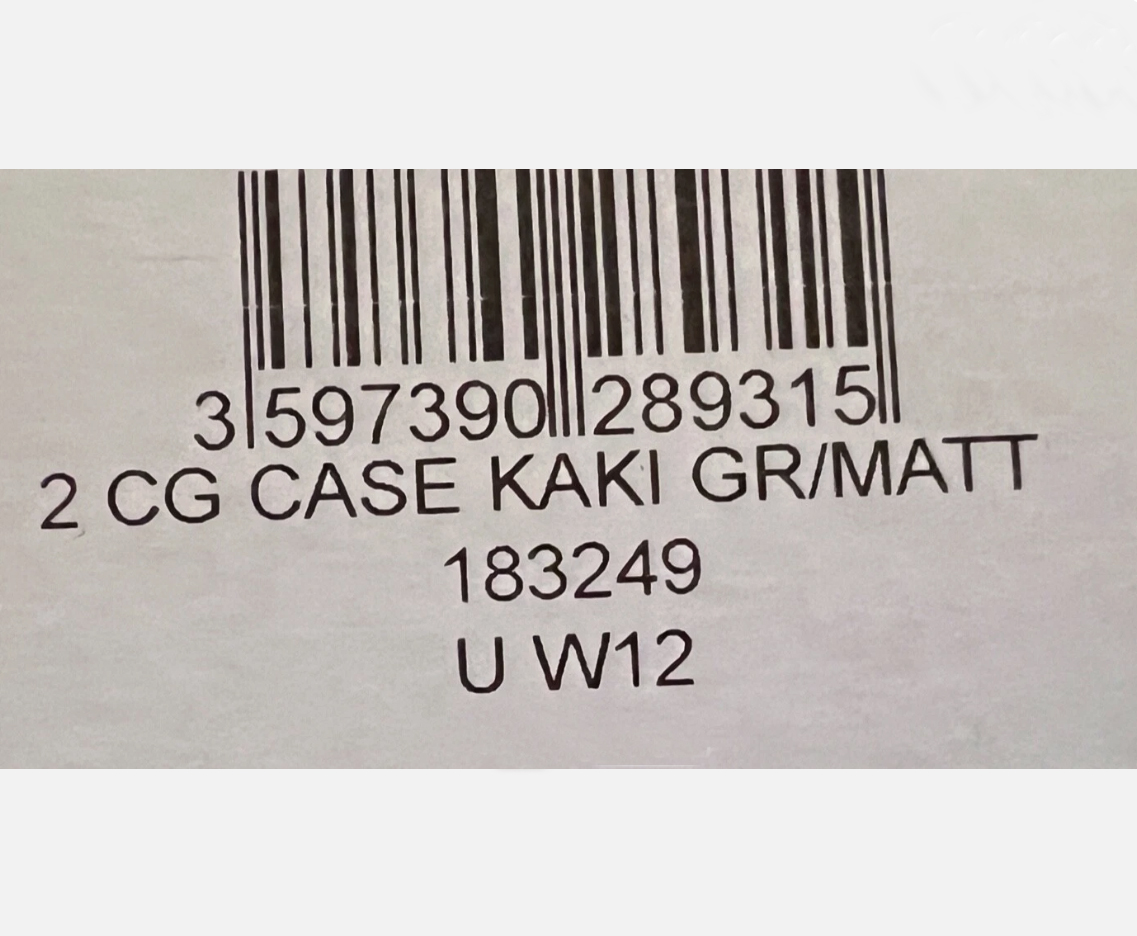 3 597390 289315
2 CG CASE KAKI GR/MATT
183249
U W12